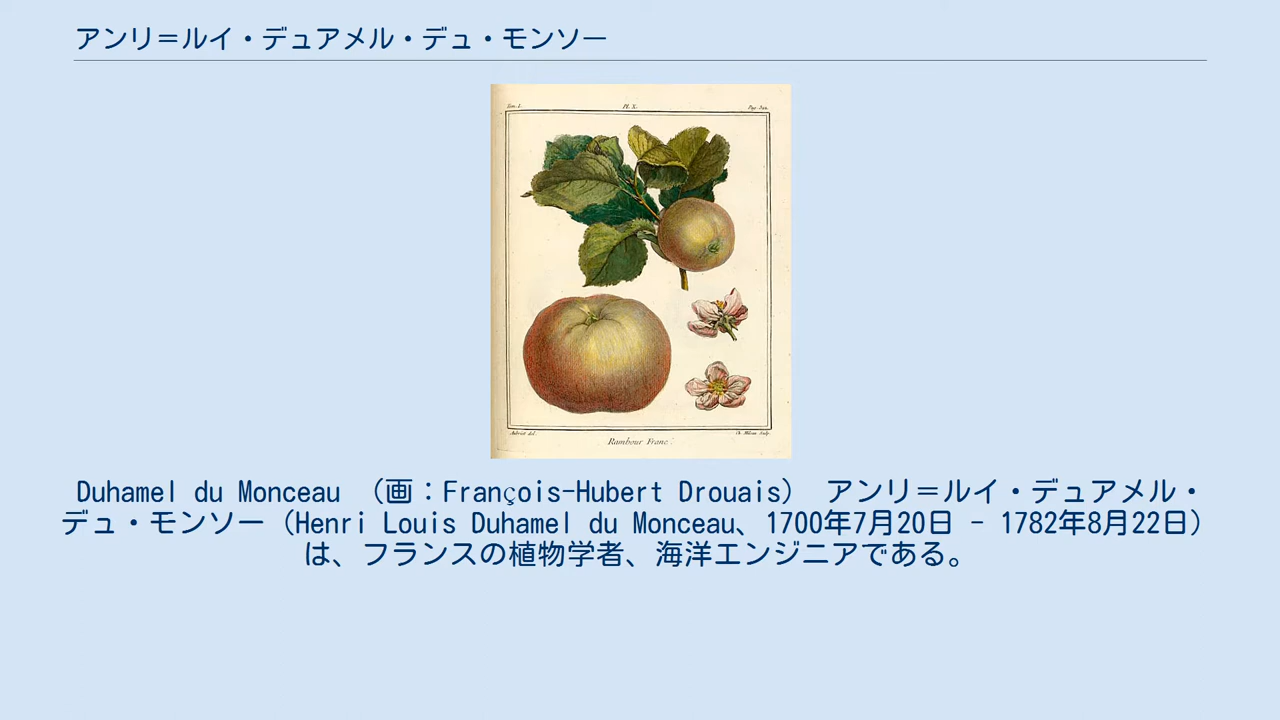 アンリ＝ルイ・デュアメル・デュ・モンソー
Tom. I.
Pl. X.
Aubriet del.
Rambour Franc.
Duhamel du Monceau （画：François-Hubert Drouais） アンリ＝ルイ・デュアメル・
デュ・モンソー（Henri Louis Duhamel du Monceau、1700年7月20日 - 1782年8月22日）
は、フランスの植物学者、海洋エンジニアである。